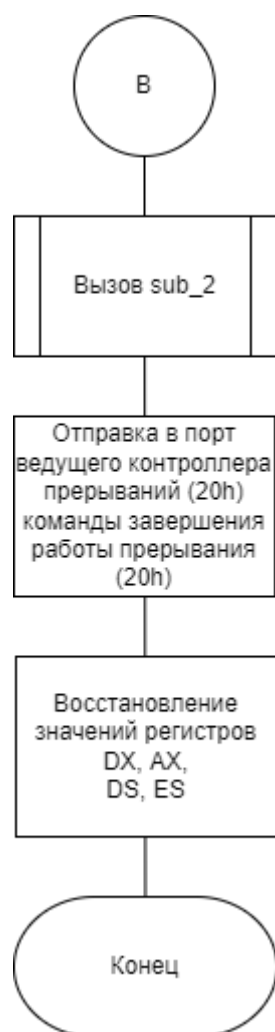 В
Вызов sub_2
Отправка в порт
ведущего контроллера
прерываний (20h)
команды завершения
работы прерывания
(20h)
Восстановление
значений регистров
DX, AX,
DS, ES
Конец